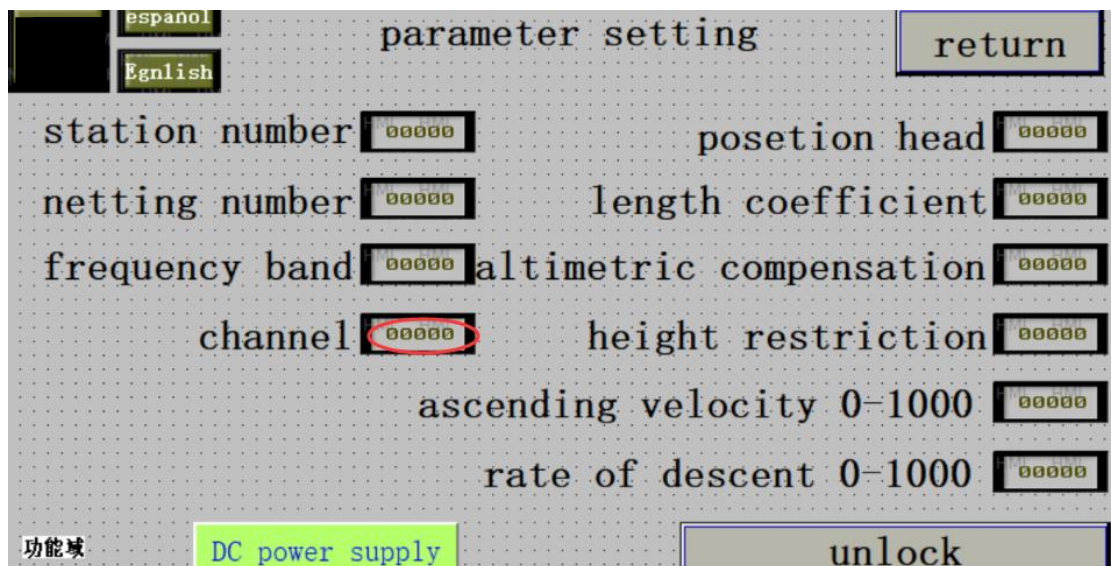 español
parameter setting
return
Egnlish
station number 00000
posetion head 00000
netting number 00000
length coefficient 00000
frequency band 00000
altimetric compensation 00000
channel 00000
height restriction 00000
ascending velocity 0-1000 00000
rate of descent 0-1000 00000
功能域
DC power supply
unlock